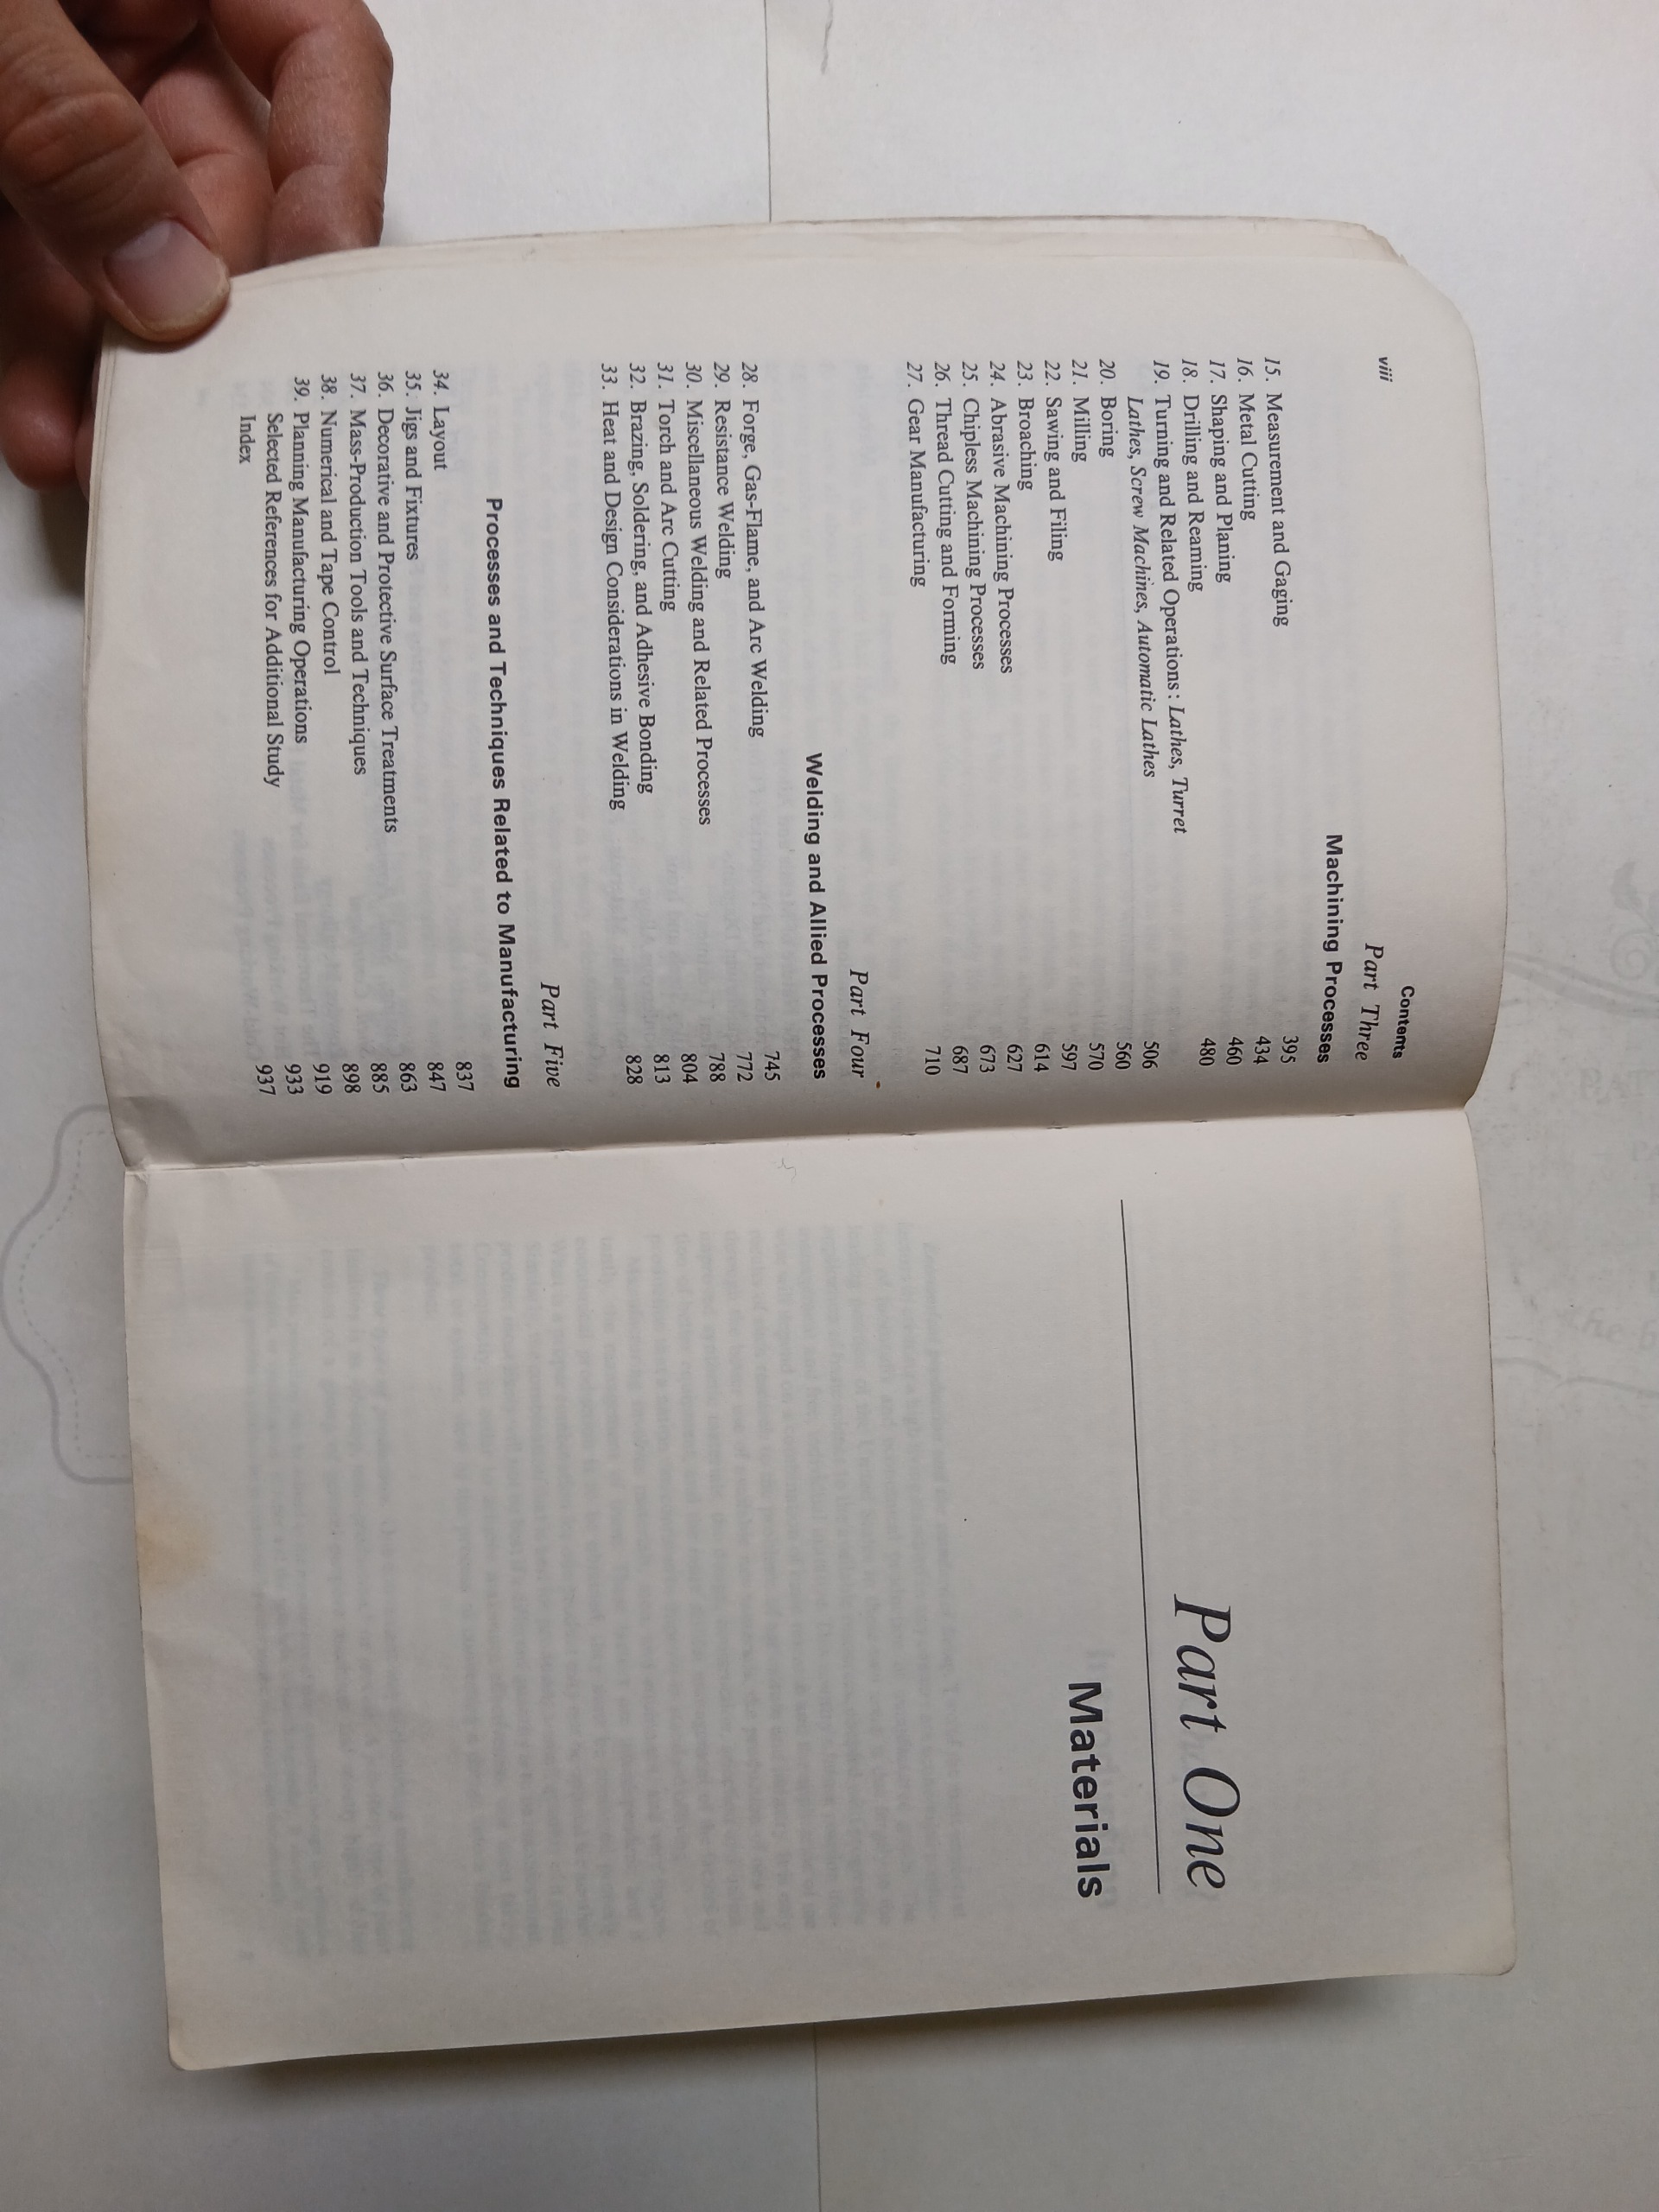 viii Contents
Part Three
Machining Processes
15. Measurement and Gaging 395
16. Metal Cutting 434
17. Shaping and Planing 460
18. Drilling and Reaming 480
19. Turning and Related Operations: Lathes, Turret
Lathes, Screw Machines, Automatic Lathes 506
20. Boring 560
21. Milling 570
22. Sawing and Filing 597
23. Broaching 614
24. Abrasive Machining Processes 627
25. Chipless Machining Processes 673
26. Thread Cutting and Forming 687
27. Gear Manufacturing 710
Part Four
Welding and Allied Processes
28. Forge, Gas-Flame, and Arc Welding 745
29. Resistance Welding 772
30. Miscellaneous Welding and Related Processes 788
31. Torch and Arc Cutting 804
32. Brazing, Soldering, and Adhesive Bonding 813
33. Heat and Design Considerations in Welding 828
Part Five
Processes and Techniques Related to Manufacturing
34. Layout 837
35. Jigs and Fixtures 847
36. Decorative and Protective Surface Treatments 863
37. Mass-Production Tools and Techniques 885
38. Numerical and Tape Control 898
39. Planning Manufacturing Operations 919
Selected References for Additional Study 933
Index 937
Part One
Materials